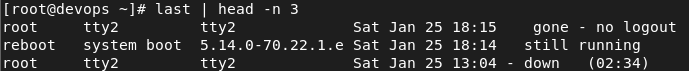 [root@devops ~]# last | head -n 3
root     tty2         tty2             Sat Jan 25 18:15    gone - no logout
reboot   system boot  5.14.0-70.22.1.e Sat Jan 25 18:14   still running
root     tty2         tty2             Sat Jan 25 13:04 - down   (02:34)